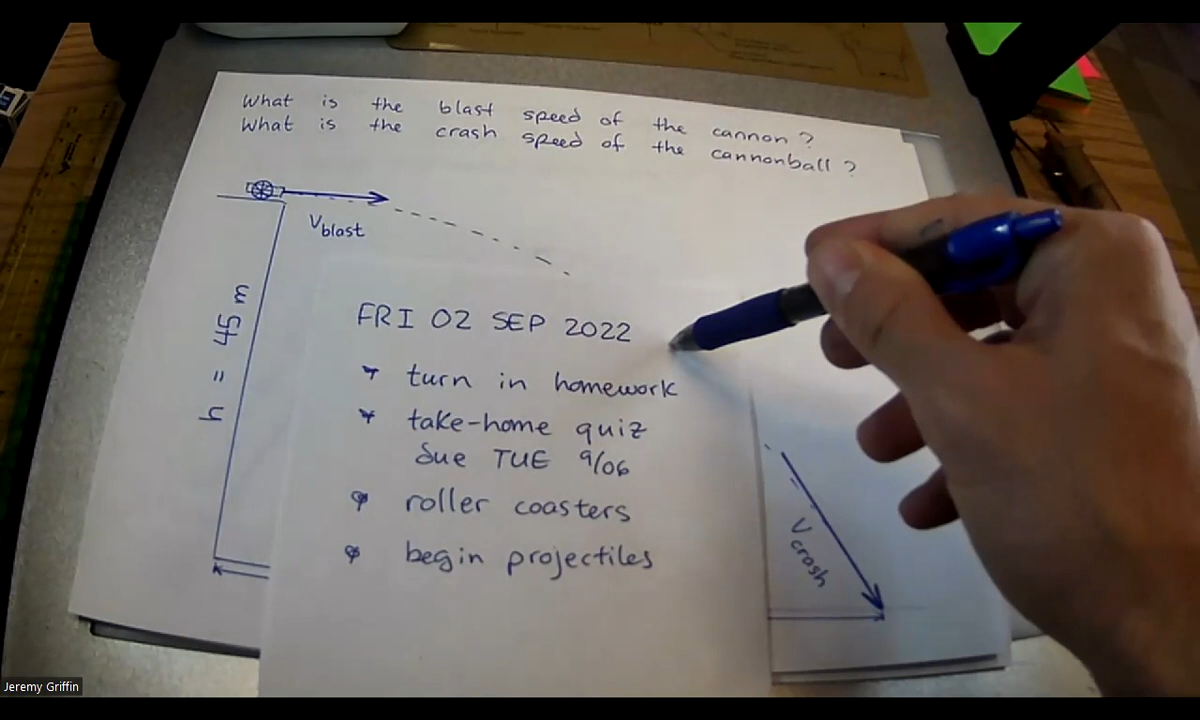 What is the blast speed of the cannon?
What is the crash speed of the cannonball?
Vblast
h = 45 m
FRI 02 SEP 2022
* turn in homework
* take-home quiz
due TUE 9/06
roller coasters
begin projectiles
Vcrash
Jeremy Griffin